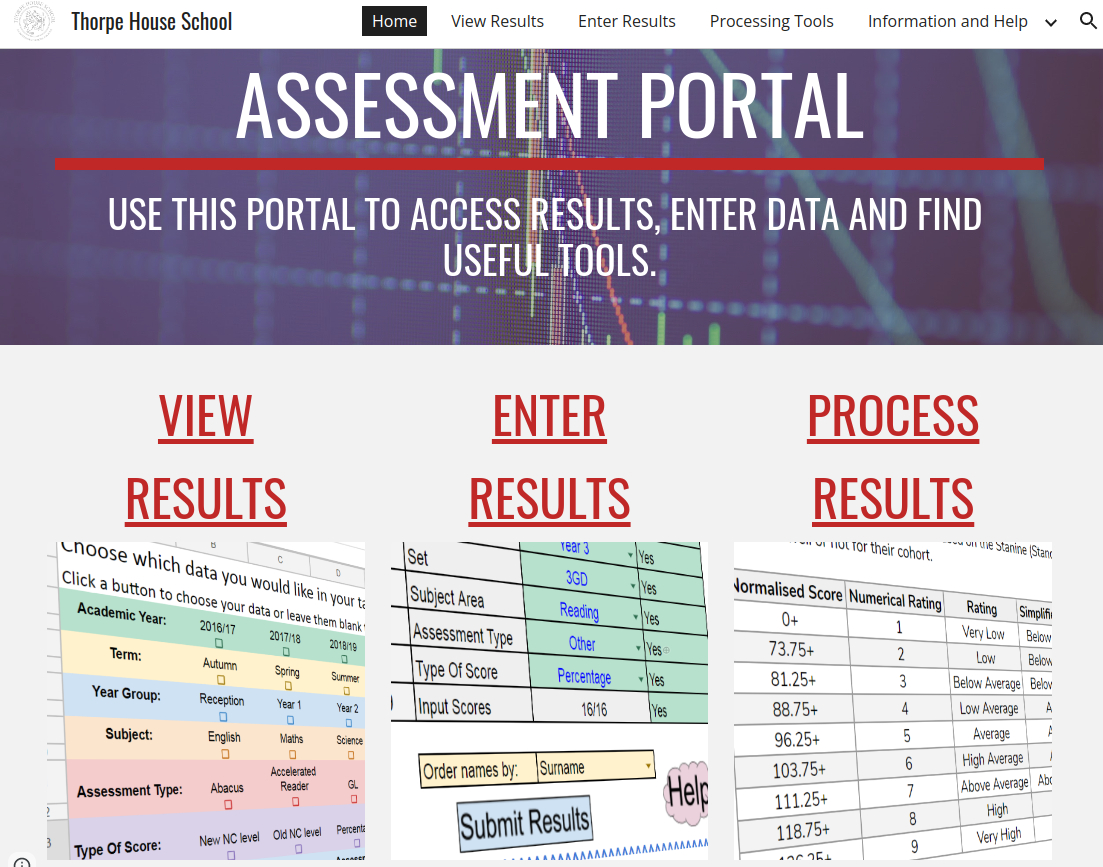 Thorpe House School
Home View Results Enter Results Processing Tools Information and Help
ASSESSMENT PORTAL
USE THIS PORTAL TO ACCESS RESULTS, ENTER DATA AND FIND
USEFUL TOOLS.
VIEW
RESULTS
B C D
Choose which data you would like in your ta
Click a button to choose your data or leave them blank
Academic Year: 2016/17 2017/18 2018/19
Term: Autumn Spring Summer
Year Group: Reception Year 1 Year 2
Subject: English Maths Science
Assessment Type: Abacus Accelerated Reader GL
Type Of Score: New NC level Old NC level Percenta
ENTER
RESULTS
Year 3 Yes
Set 3GD Yes
Subject Area Reading Yes
Assessment Type Other Yes
Type Of Score Percentage Yes
Input Scores 16/16 Yes
Order names by: Surname
Help
Submit Results
PROCESS
RESULTS
or not for their cohort. on the Stanine (Stand
Normalised Score Numerical Rating Rating Simplifi
0+ 1 Very Low Below
73.75+ 2 Low Below
81.25+ 3 Below Average Belo
88.75+ 4 Low Average A
96.25+ 5 Average A
103.75+ 6 High Average
111.25+ 7 Above Average Abo
118.75+ 8 High
9 Very High